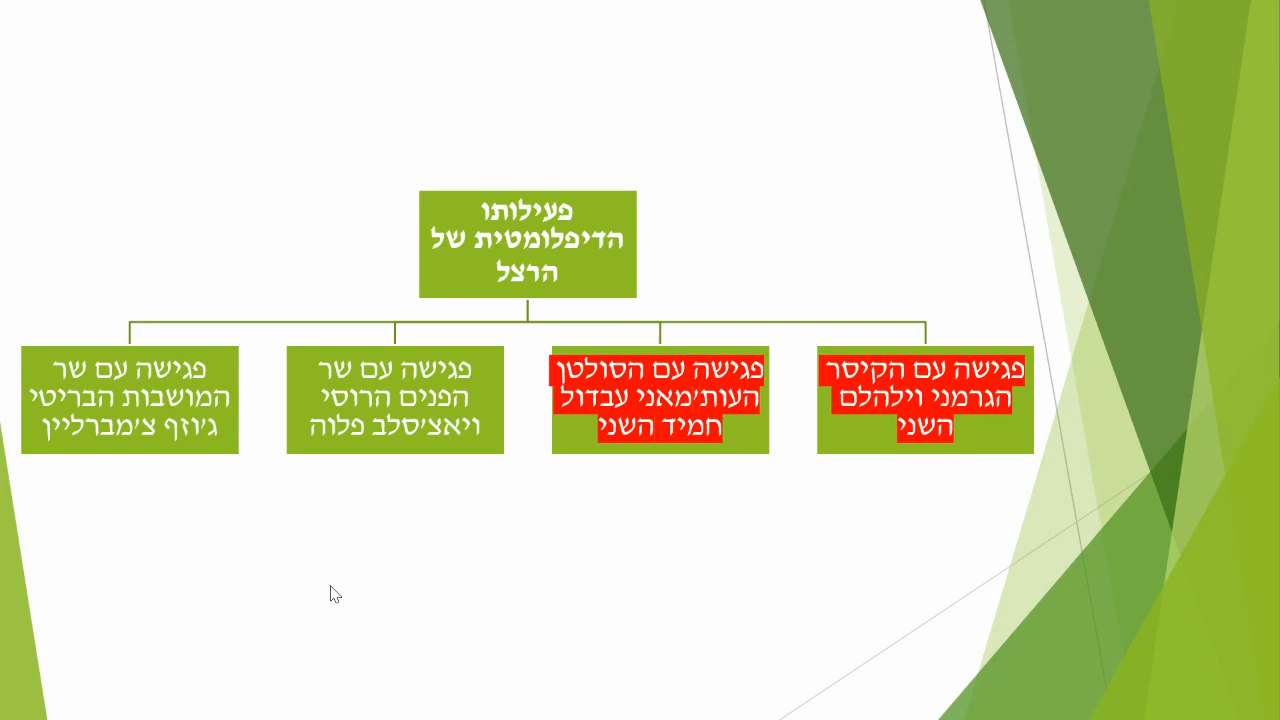 פעילותו
הדיפלומטית של
הרצל
פגישה עם הקיסר
הגרמני וילהלם
השני
פגישה עם הסולטן
העות'מאני עבדול
חמיד השני
פגישה עם שר
הפנים הרוסי
ויאצ'סלב פלוה
פגישה עם שר
המושבות הבריטי
ג'וזף צ'מברליין